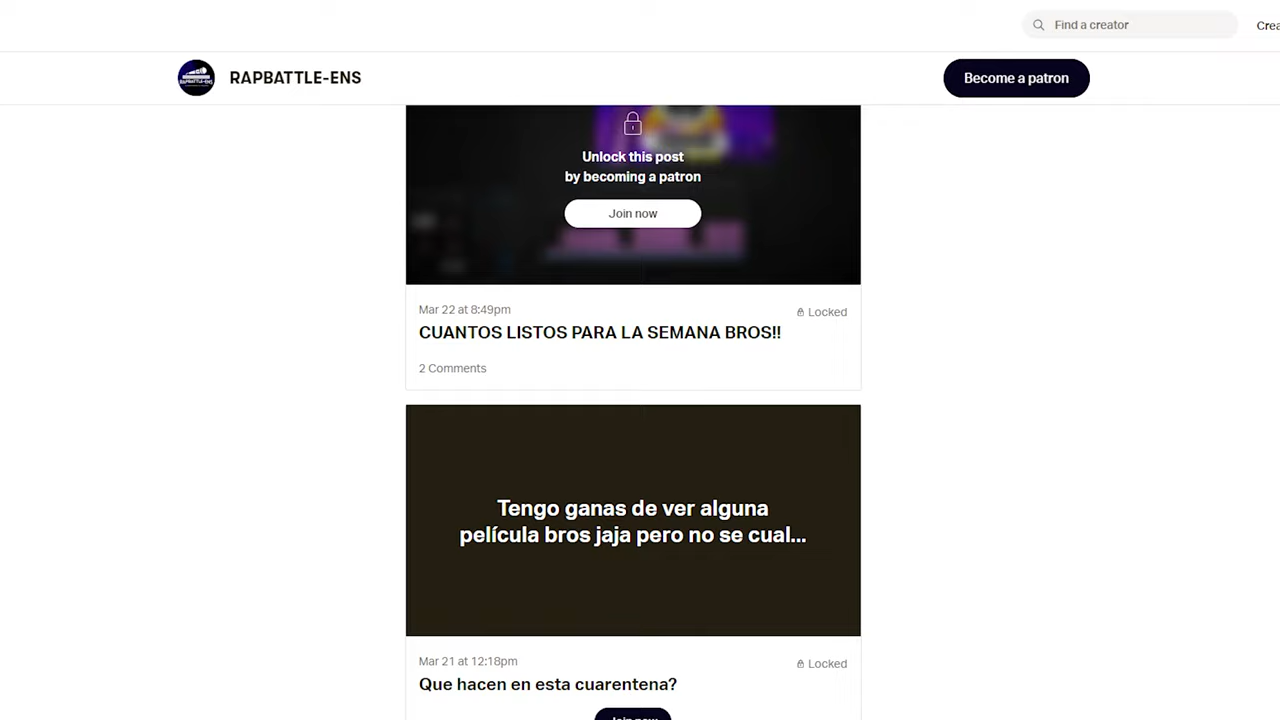 Find a creator
Crea
RAPBATTLE-ENS
Become a patron
Unlock this post
by becoming a patron
Join now
Mar 22 at 8:49pm
Locked
CUANTOS LISTOS PARA LA SEMANA BROS!!
2 Comments
Tengo ganas de ver alguna
película bros jaja pero no se cual...
Mar 21 at 12:18pm
Locked
Que hacen en esta cuarentena?
Join now